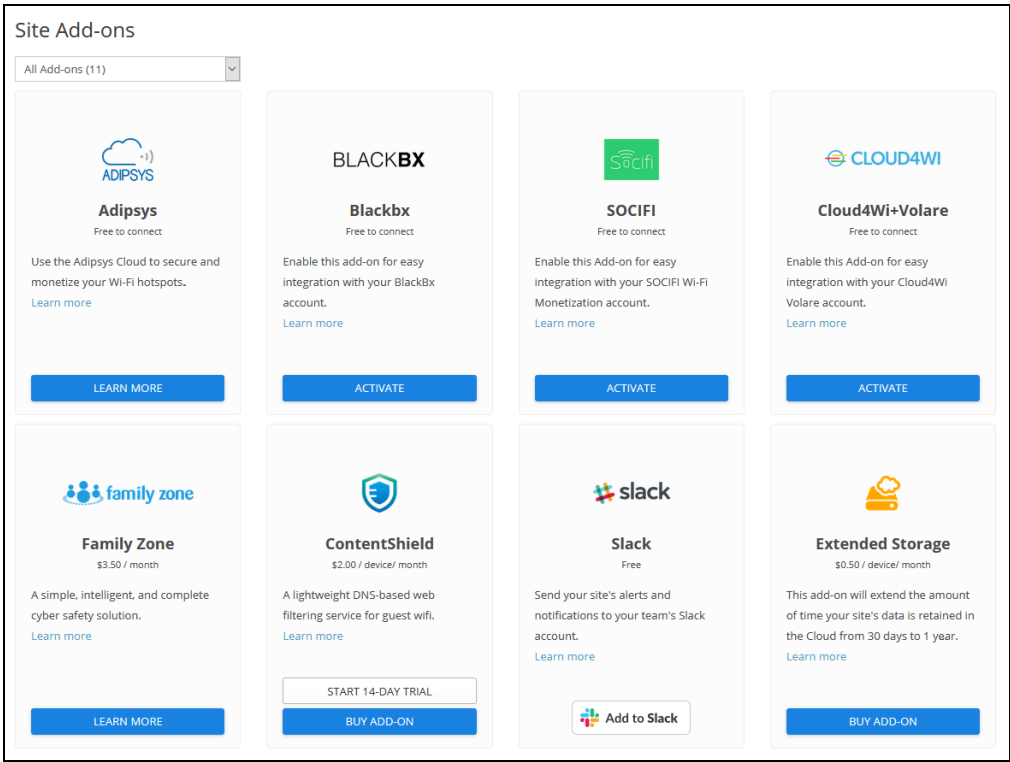 Site Add-ons
All Add-ons (11)
ADIPSYS
Adipsys
Free to connect
Use the Adipsys Cloud to secure and
monetize your Wi-Fi hotspots.
Learn more
LEARN MORE
BLACKBX
Blackbx
Free to connect
Enable this add-on for easy
integration with your BlackBx
account.
Learn more
ACTIVATE
Socifi
SOCIFI
Free to connect
Enable this Add-on for easy
integration with your SOCIFI Wi-Fi
Monetization account.
Learn more
ACTIVATE
CLOUD4WI
Cloud4Wi+Volare
Free to connect
Enable this Add-on for easy
integration with your Cloud4Wi
Volare account.
Learn more
ACTIVATE
family zone
Family Zone
$3.50 / month
A simple, intelligent, and complete
cyber safety solution.
Learn more
LEARN MORE
ContentShield
$2.00 / device/ month
A lightweight DNS-based web
filtering service for guest wifi.
Learn more
START 14-DAY TRIAL
BUY ADD-ON
slack
Slack
Free
Send your site's alerts and
notifications to your team's Slack
account.
Learn more
Add to Slack
Extended Storage
$0.50 / device/ month
This add-on will extend the amount
of time your site's data is retained in
the Cloud from 30 days to 1 year.
Learn more
BUY ADD-ON